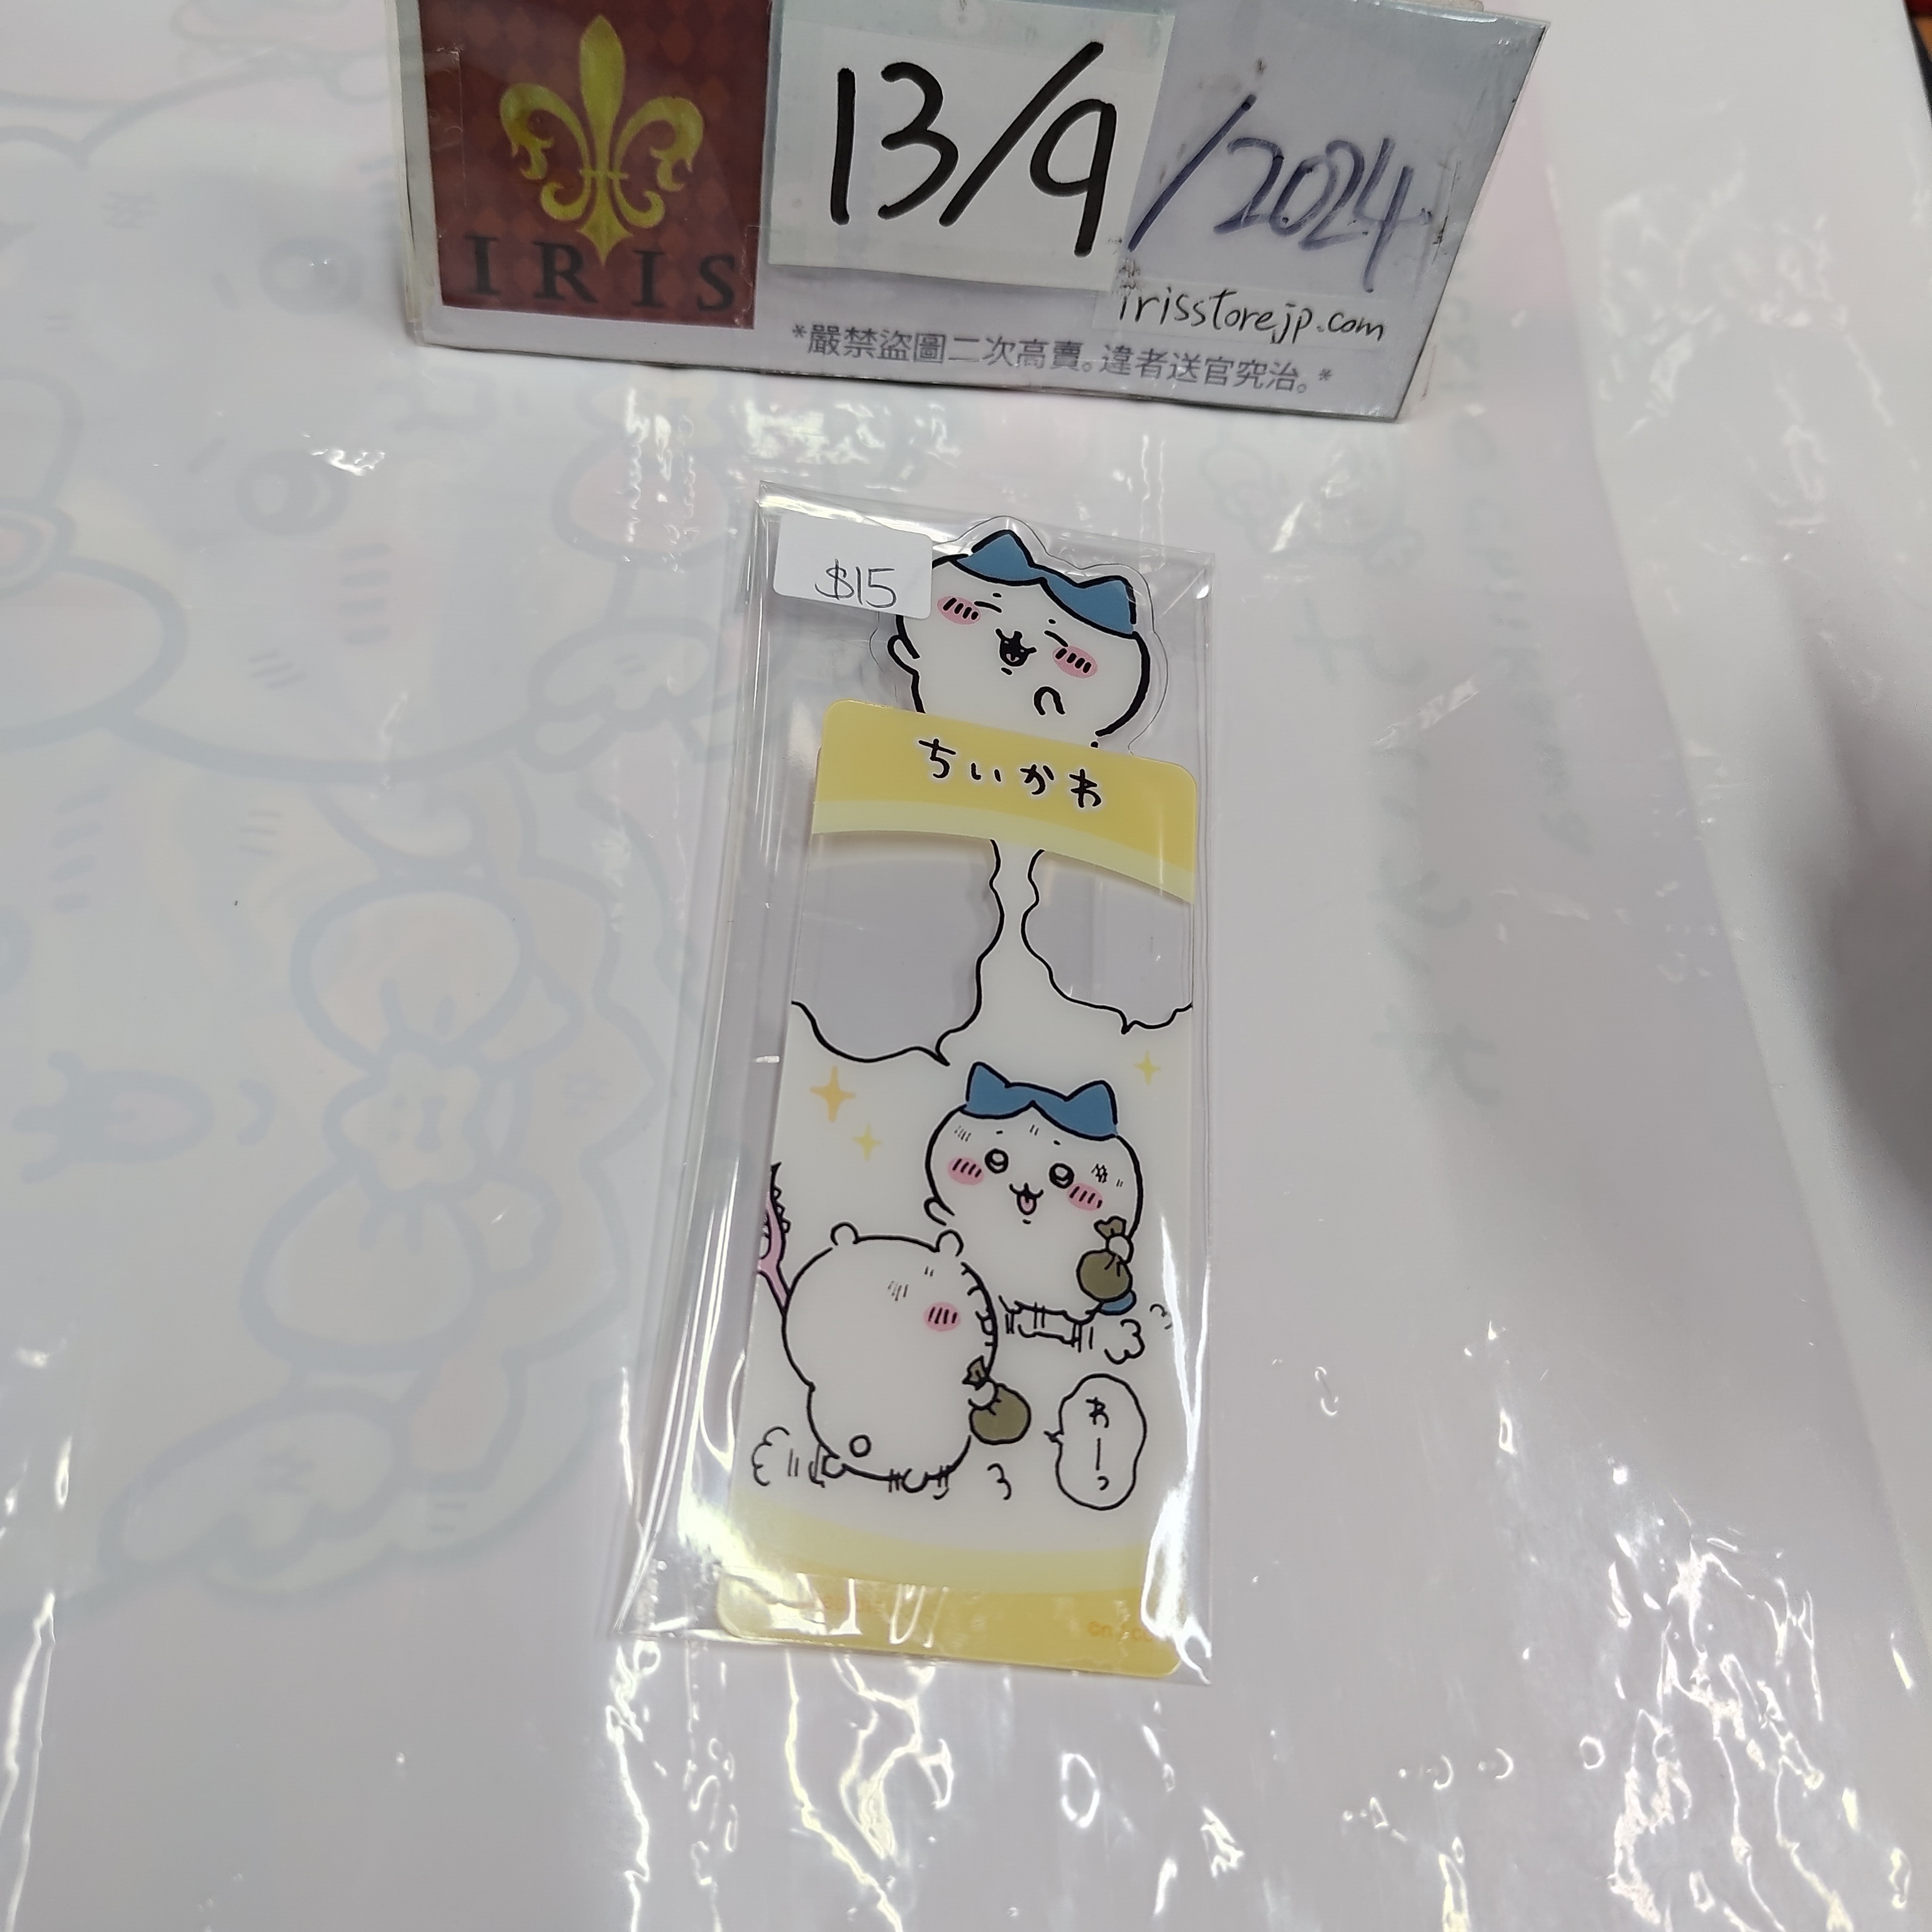 IRIS
13/9/2024
irisstorejp.com
*嚴禁盜圖二次高賣。違者送官究治。*
$15
ちいかわ
わーっ